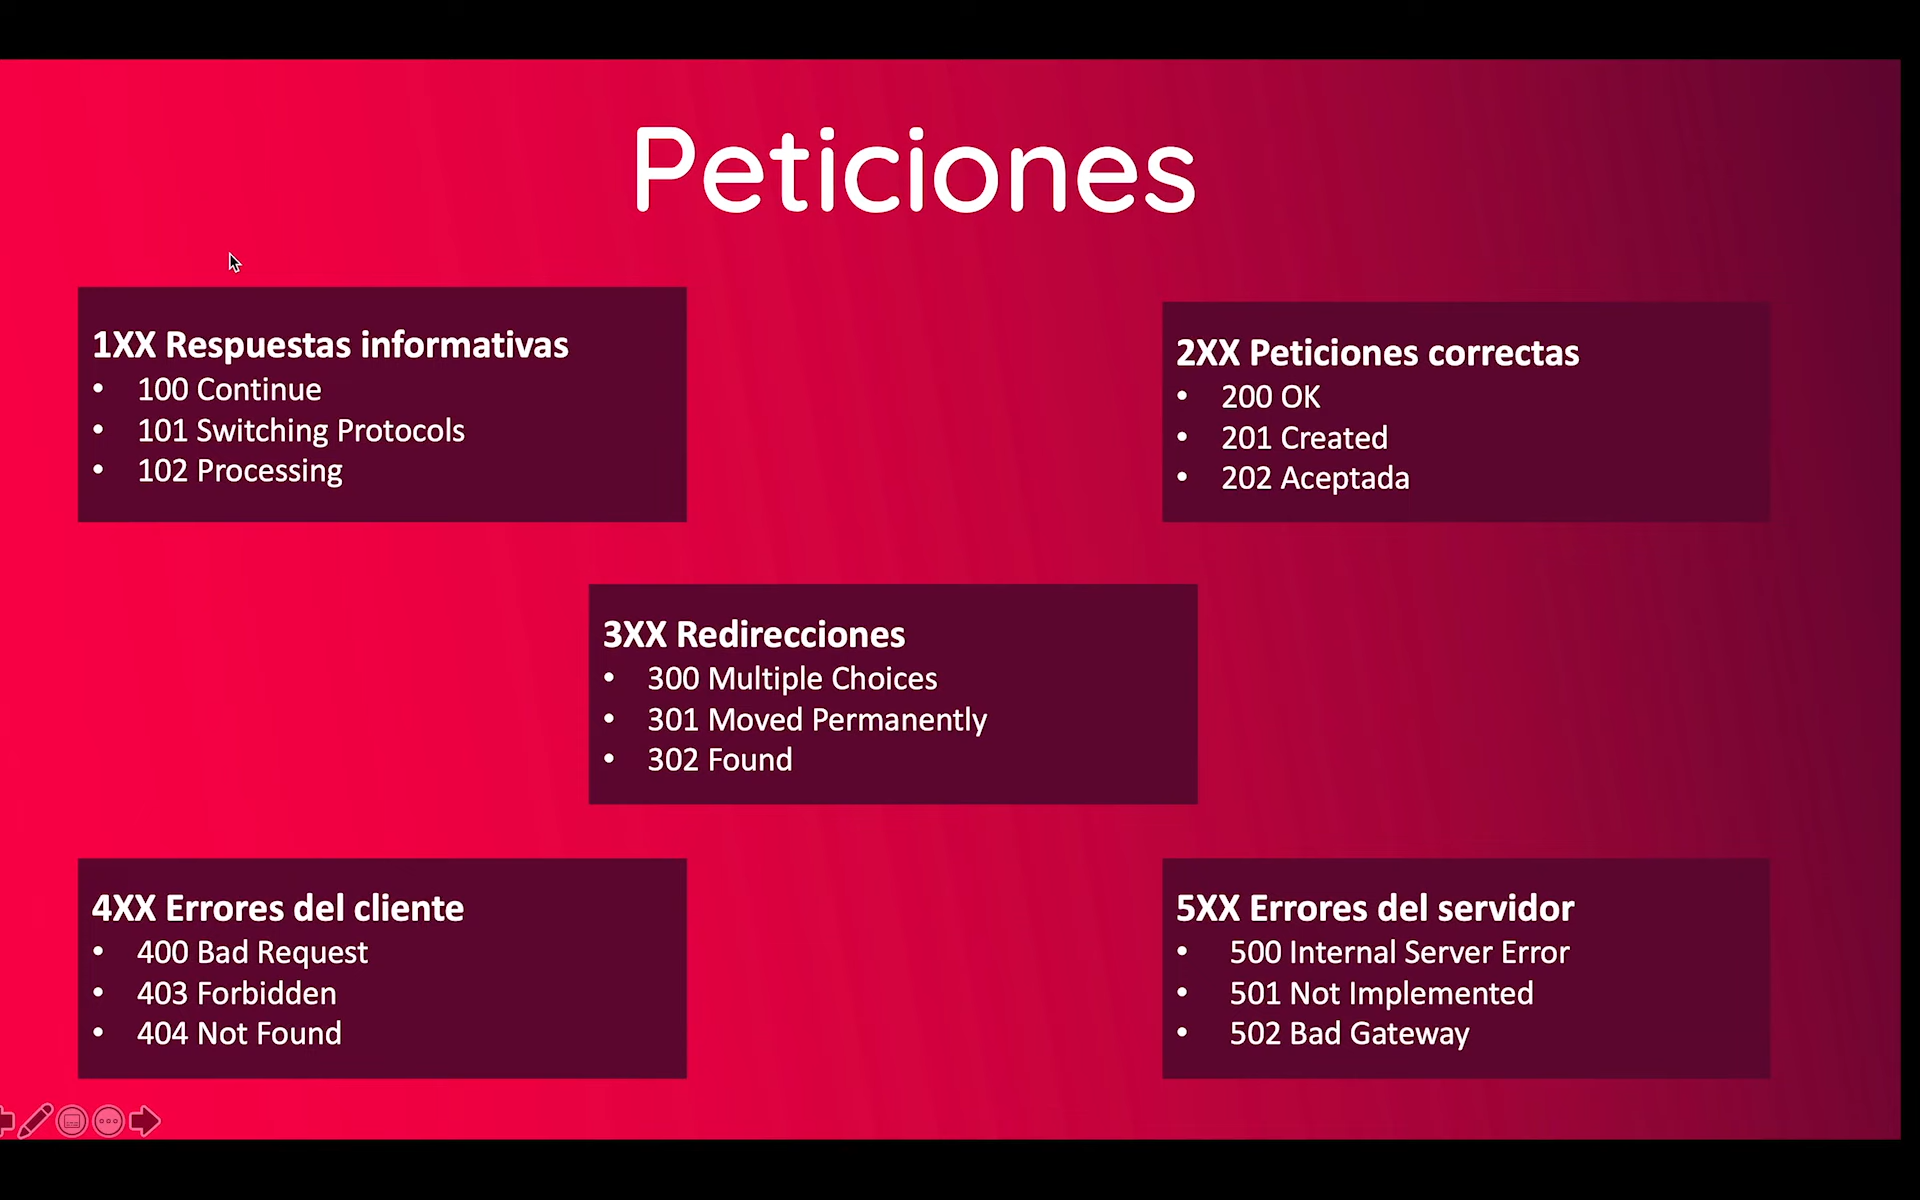 Peticiones
1XX Respuestas informativas
• 100 Continue
• 101 Switching Protocols
• 102 Processing
2XX Peticiones correctas
• 200 OK
• 201 Created
• 202 Aceptada
3XX Redirecciones
• 300 Multiple Choices
• 301 Moved Permanently
• 302 Found
4XX Errores del cliente
• 400 Bad Request
• 403 Forbidden
• 404 Not Found
5XX Errores del servidor
• 500 Internal Server Error
• 501 Not Implemented
• 502 Bad Gateway